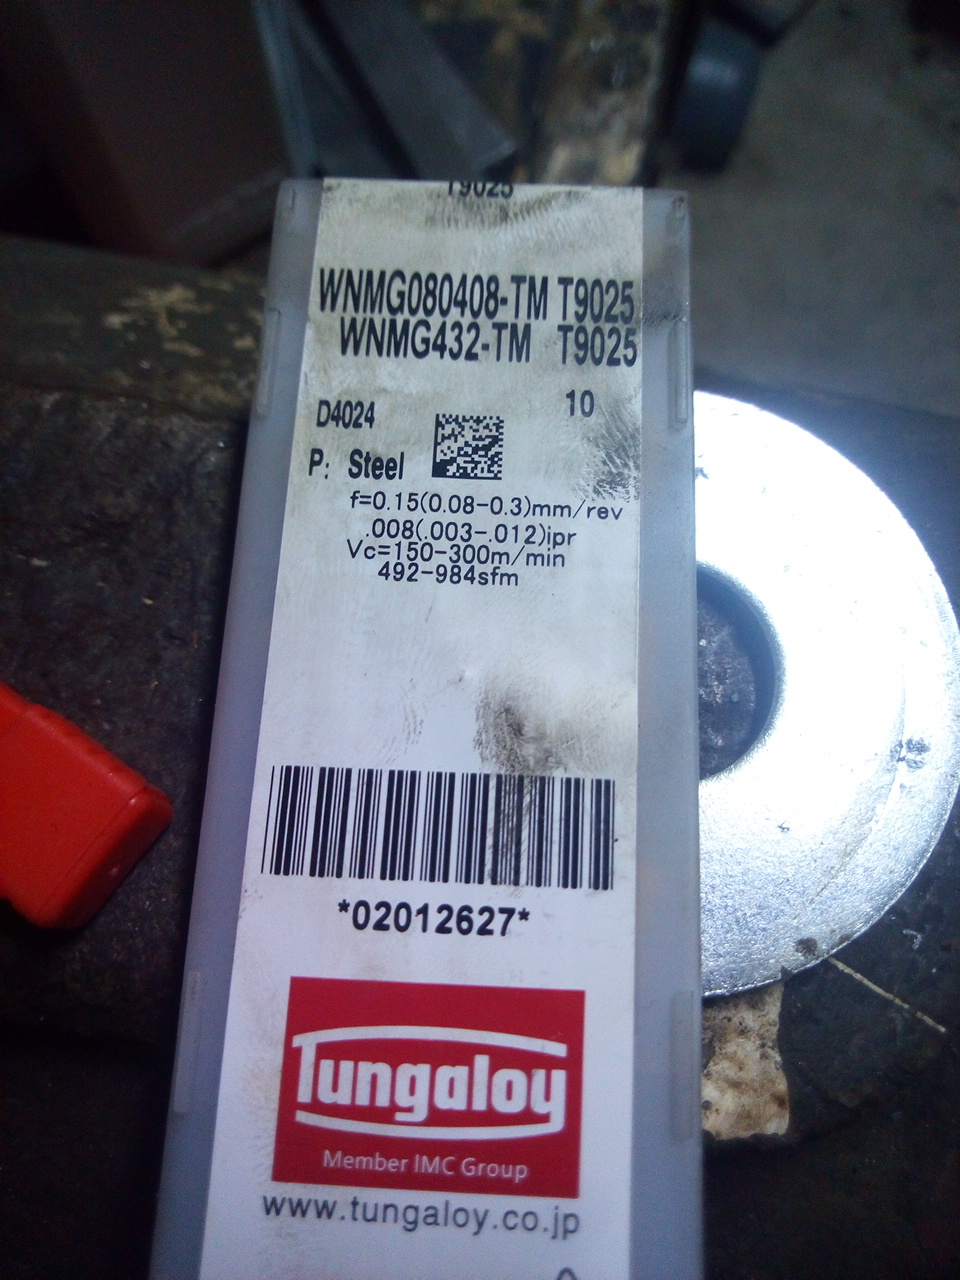 T9025
WNMG080408-TM T9025
WNMG432-TM T9025
D4024
10
P: Steel
f=0.15(0.08-0.3)mm/rev
.008(.003-.012)ipr
Vc=150-300m/min
492-984sfm
*02012627*
Tungaloy
Member IMC Group
www.tungaloy.co.jp